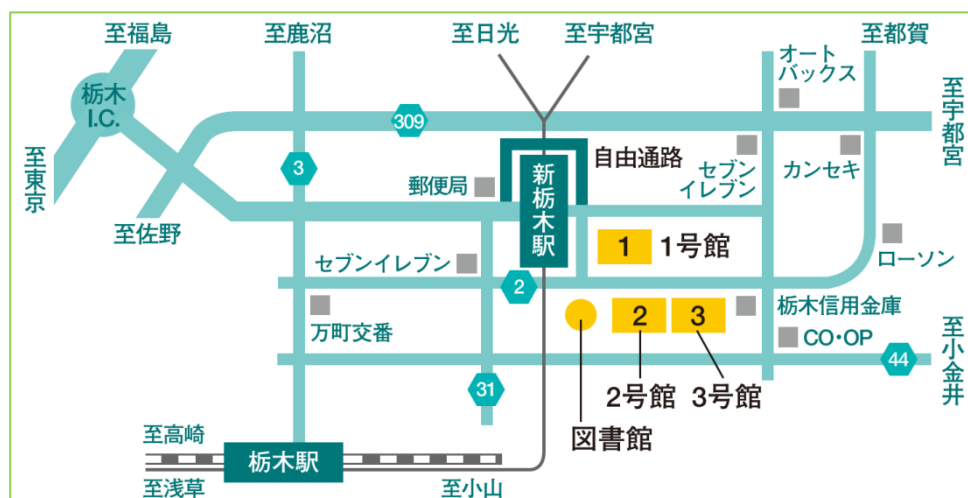 至福島
至鹿沼
至日光
至宇都宮
至都賀
オート
バックス
栃木
I.C.
309
至宇都宮
3
自由通路
至東京
郵便局
新栃木駅
セブン
イレブン
カンセキ
至佐野
1
1号館
ローソン
セブンイレブン
2
万町交番
2
3
栃木信用金庫
CO・OP
至小金井
44
31
2号館
3号館
図書館
至高崎
栃木駅
至浅草
至小山